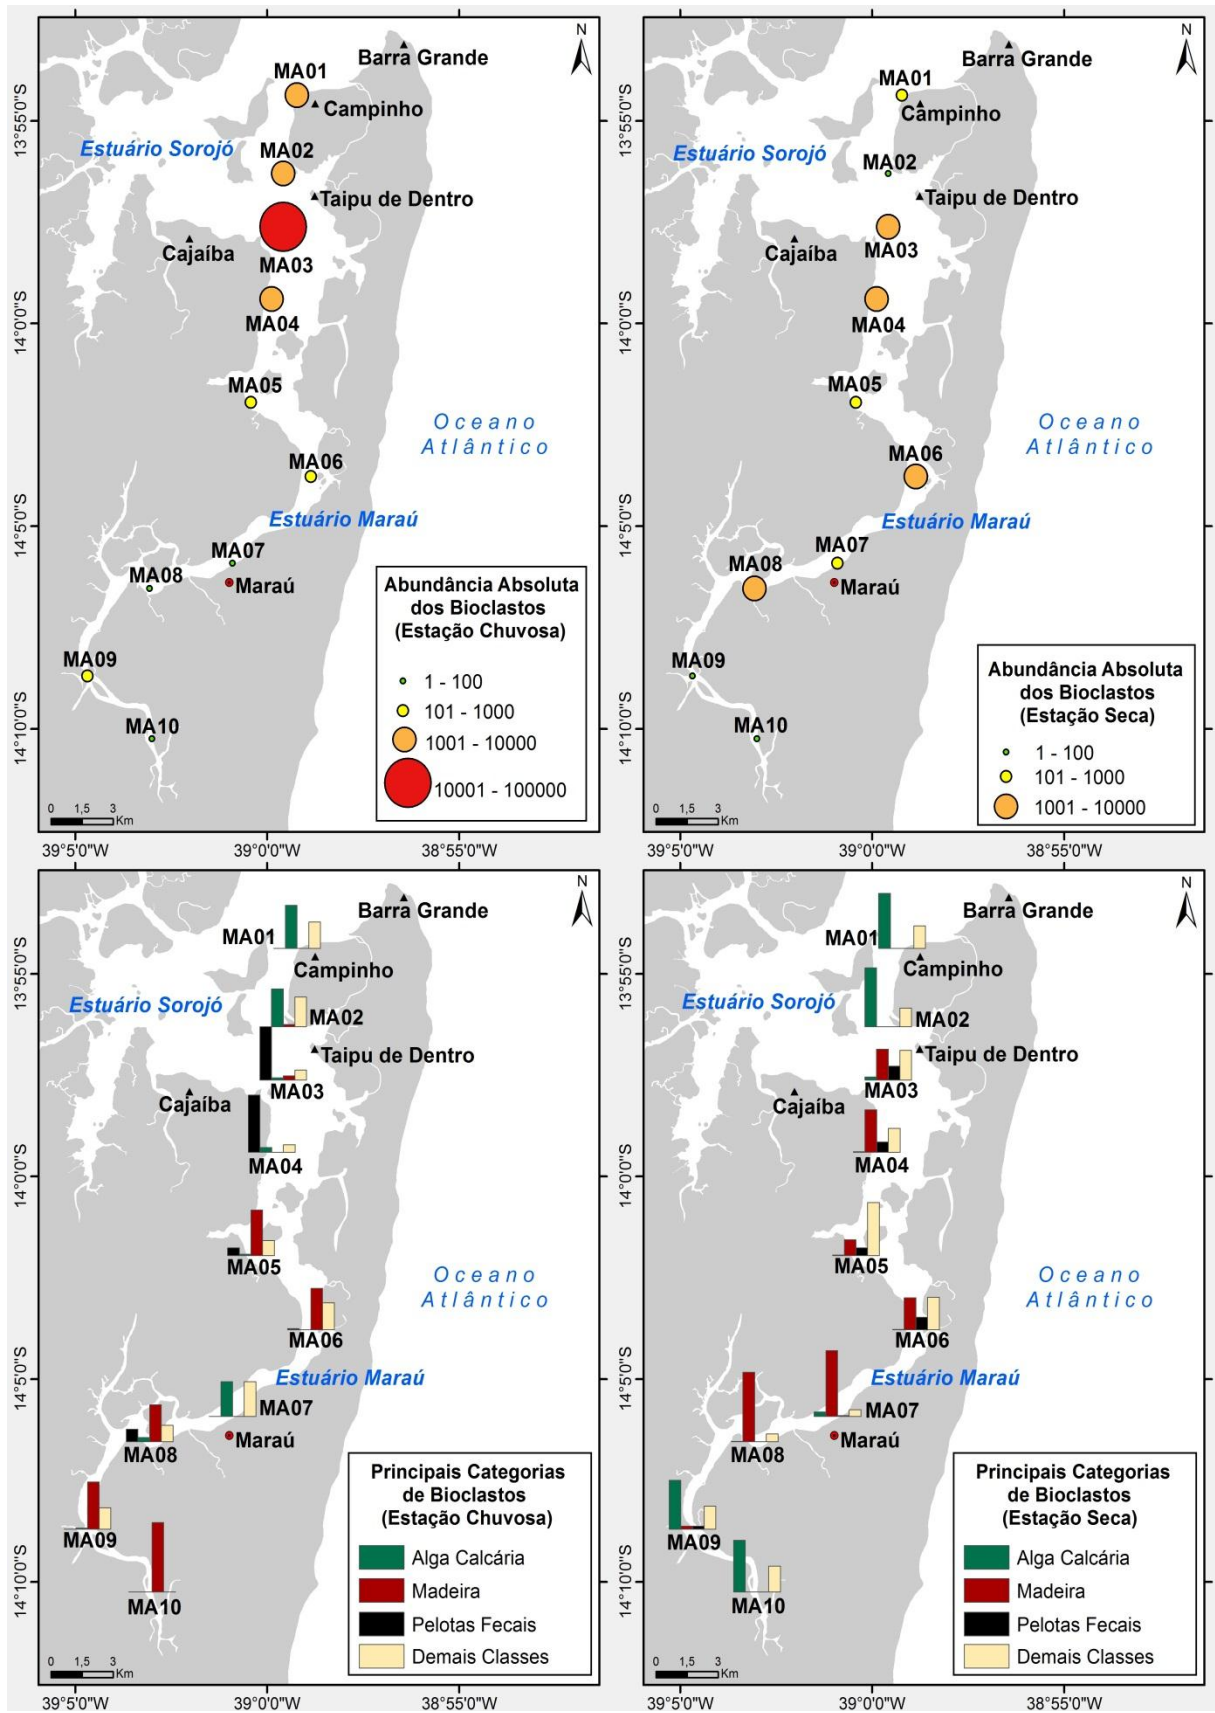 N
Barra Grande
MA01
Campinho
13°55'0"S
Estuário Sorojó
MA02
Taipu de Dentro
Cajaíba
MA03
MA04
14°0'0"S
MA05
Oceano
Atlântico
MA06
Estuário Maraú
14°5'0"S
MA07
MA08
Maraú
MA09
MA10
14°10'0"S
Abundância Absoluta
dos Bioclastos
(Estação Chuvosa)
1 - 100
101 - 1000
1001 - 10000
10001 - 100000
0 1,5 3
Km
39°5'0"W 39°0'0"W 38°55'0"W
N
Barra Grande
MA01
Campinho
13°55'0"S
Estuário Sorojó
MA02
Taipu de Dentro
Cajaíba
MA03
MA04
14°0'0"S
MA05
Oceano
Atlântico
MA06
Estuário Maraú
14°5'0"S
MA07
MA08
Maraú
MA09
MA10
14°10'0"S
Abundância Absoluta
dos Bioclastos
(Estação Seca)
1 - 100
101 - 1000
1001 - 10000
0 1,5 3
Km
39°5'0"W 39°0'0"W 38°55'0"W
N
Barra Grande
MA01
Campinho
13°55'0"S
Estuário Sorojó
MA02
Taipu de Dentro
Cajaíba
MA03
MA04
14°0'0"S
MA05
Oceano
Atlântico
MA06
Estuário Maraú
14°5'0"S
MA07
MA08
Maraú
MA09
MA10
14°10'0"S
Principais Categorias
de Bioclastos
(Estação Chuvosa)
Alga Calcária
Madeira
Pelotas Fecais
Demais Classes
0 1,5 3
Km
39°5'0"W 39°0'0"W 38°55'0"W
N
Barra Grande
MA01
Campinho
13°55'0"S
Estuário Sorojó
MA02
Taipu de Dentro
Cajaíba
MA03
MA04
14°0'0"S
MA05
Oceano
Atlântico
MA06
Estuário Maraú
14°5'0"S
MA07
MA08
Maraú
MA09
MA10
14°10'0"S
Principais Categorias
de Bioclastos
(Estação Seca)
Alga Calcária
Madeira
Pelotas Fecais
Demais Classes
0 1,5 3
Km
39°5'0"W 39°0'0"W 38°55'0"W